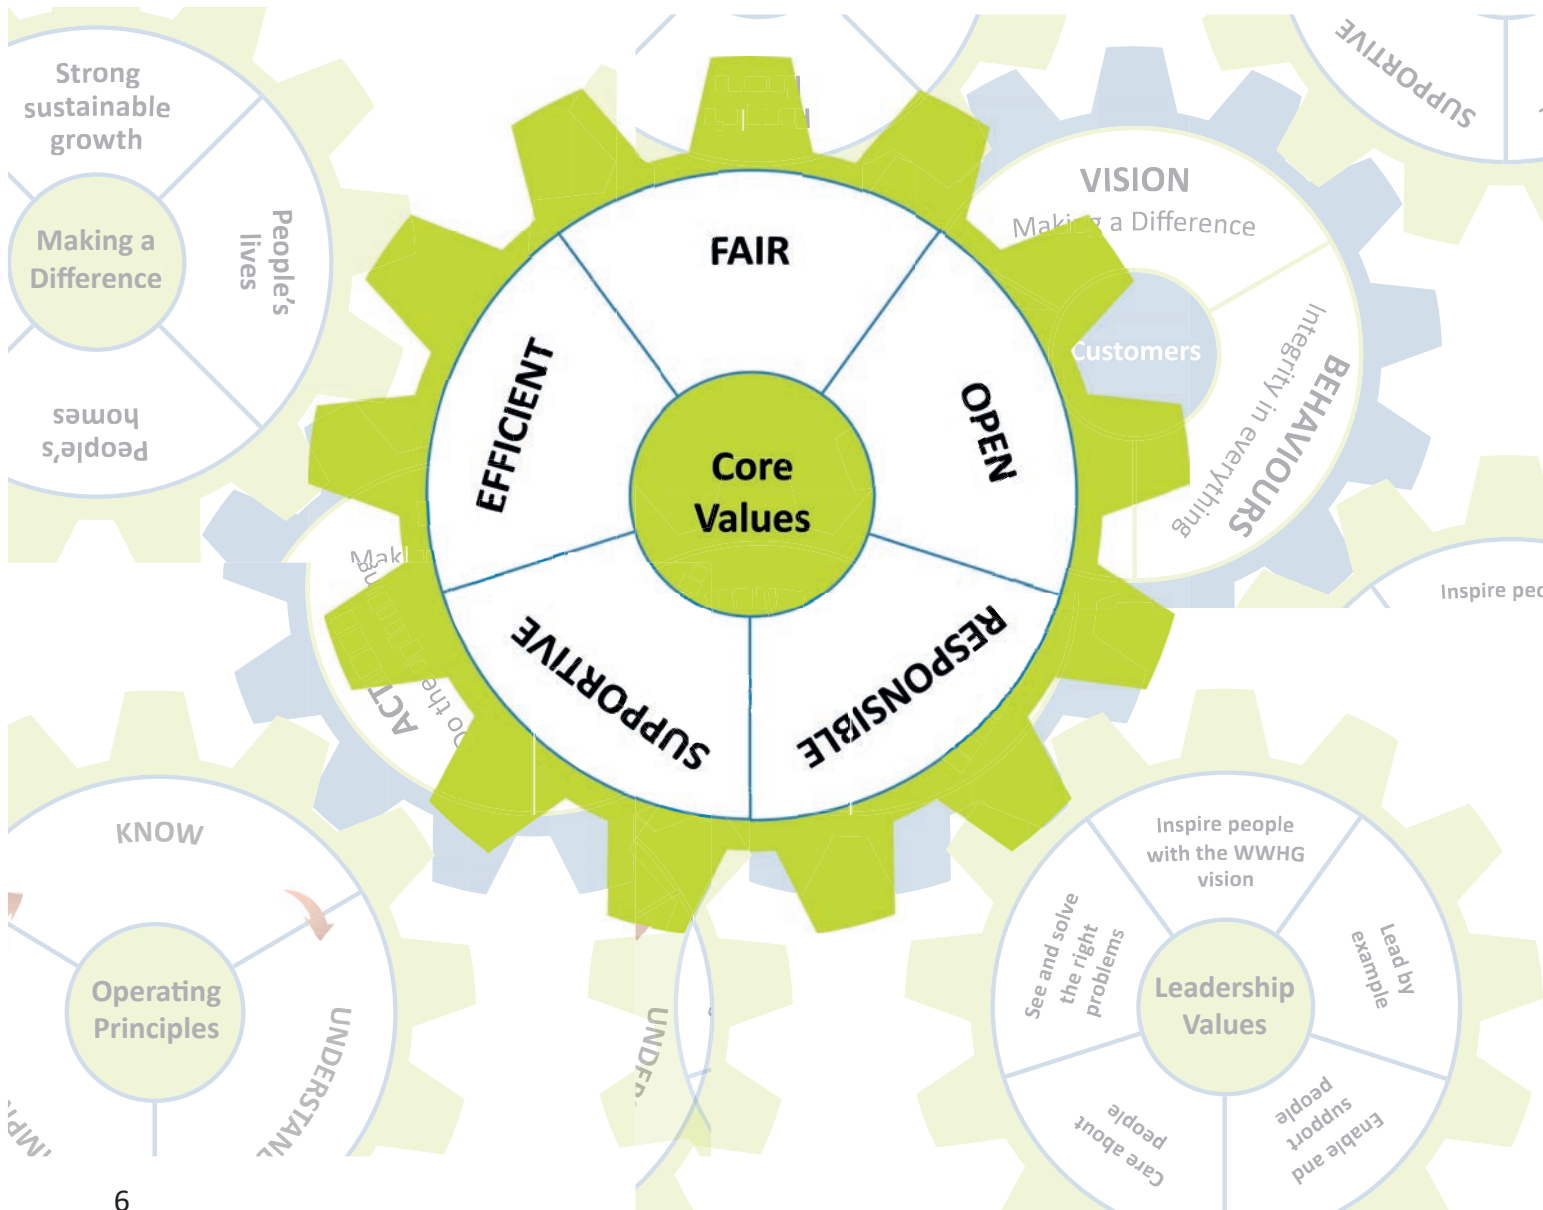 Strong
sustainable
growth
Making a
Difference
People's
lives
People's
homes
SUPPORTIVE
VISION
Making a Difference
Customers
BEHAVIOURS
Integrity in everything
FAIR
OPEN
RESPONSIBLE
SUPPORTIVE
EFFICIENT
Core
Values
Inspire
KNOW
Operating
Principles
Inspire people
with the WWHG
vision
Lead by
example
Enable and
support
people
Care about
people
See and solve
the right
problems
Leadership
Values
6